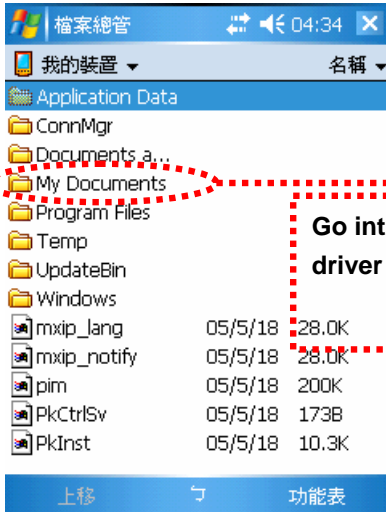 檔案總管 04:34
我的裝置 名稱
Application Data
ConnMgr
Documents a...
My Documents
Program Files
Temp
UpdateBin
Windows
mxip_lang 05/5/18 28.0K
mxip_notify 05/5/18 28.0K
pim 05/5/18 200K
PkCtrlSv 05/5/18 173B
PkInst 05/5/18 10.3K
上移 功能表
Go int
driver